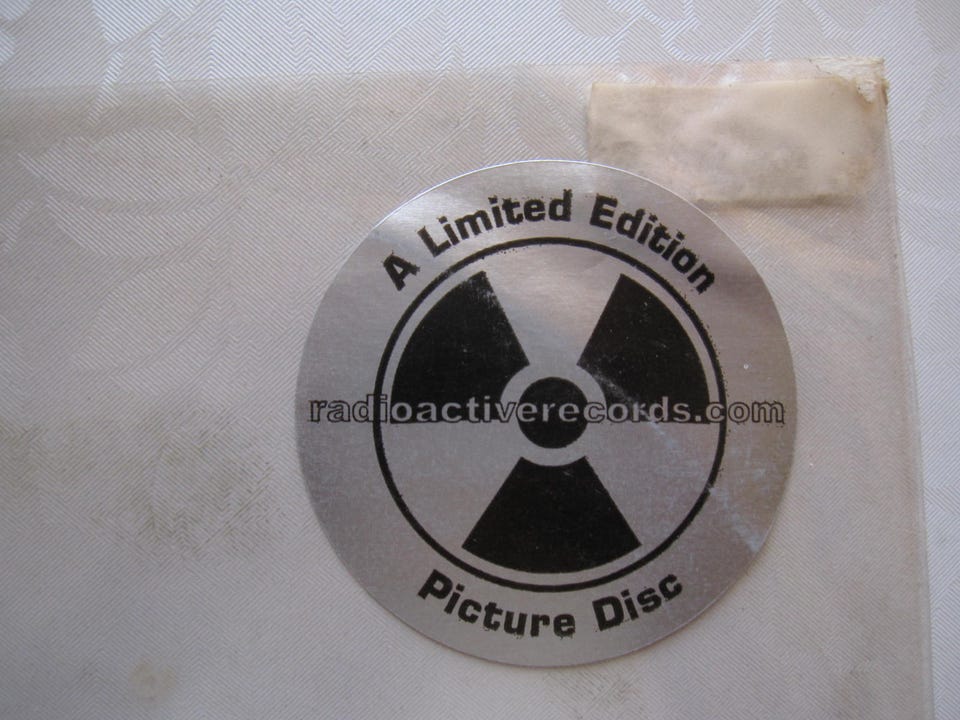 A Limited Edition
radioactiverecords.com
Picture Disc